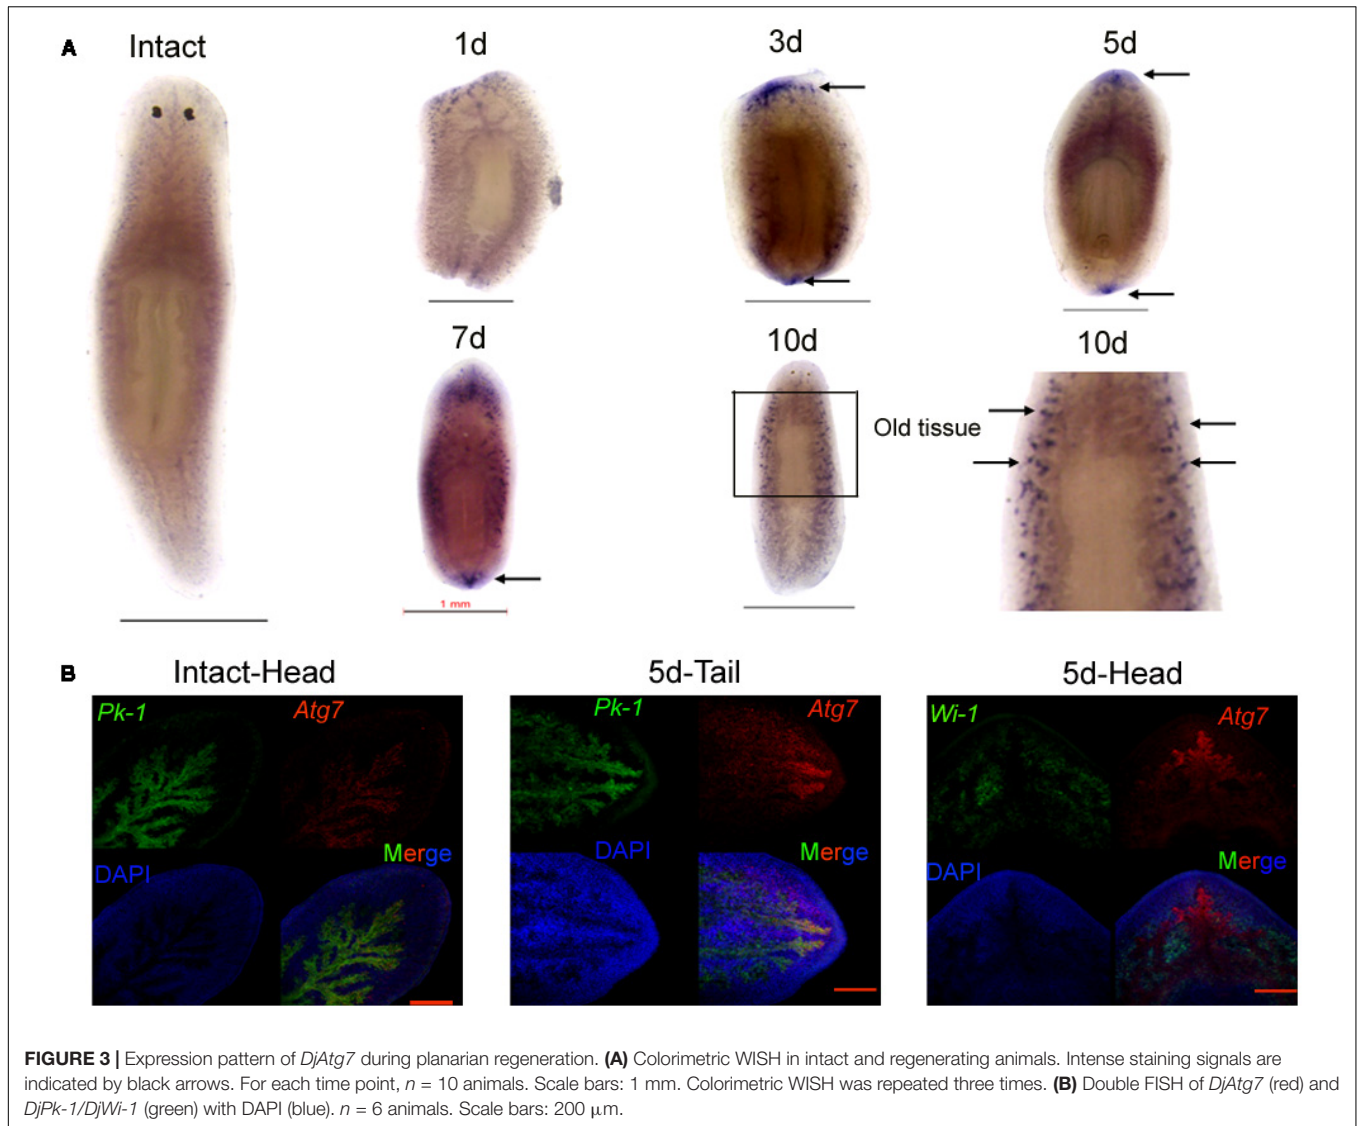 A
Intact
1d
3d
5d
7d
10d
10d
Old tissue
1 mm
B
Intact-Head
5d-Tail
5d-Head
Pk-1
Atg7
DAPI
Merge
Pk-1
Atg7
DAPI
Merge
Wi-1
Atg7
DAPI
Merge
FIGURE 3 | Expression pattern of DjAtg7 during planarian regeneration. (A) Colorimetric WISH in intact and regenerating animals. Intense staining signals are
indicated by black arrows. For each time point, n = 10 animals. Scale bars: 1 mm. Colorimetric WISH was repeated three times. (B) Double FISH of DjAtg7 (red) and
DjPk-1/DjWi-1 (green) with DAPI (blue). n = 6 animals. Scale bars: 200 μm.